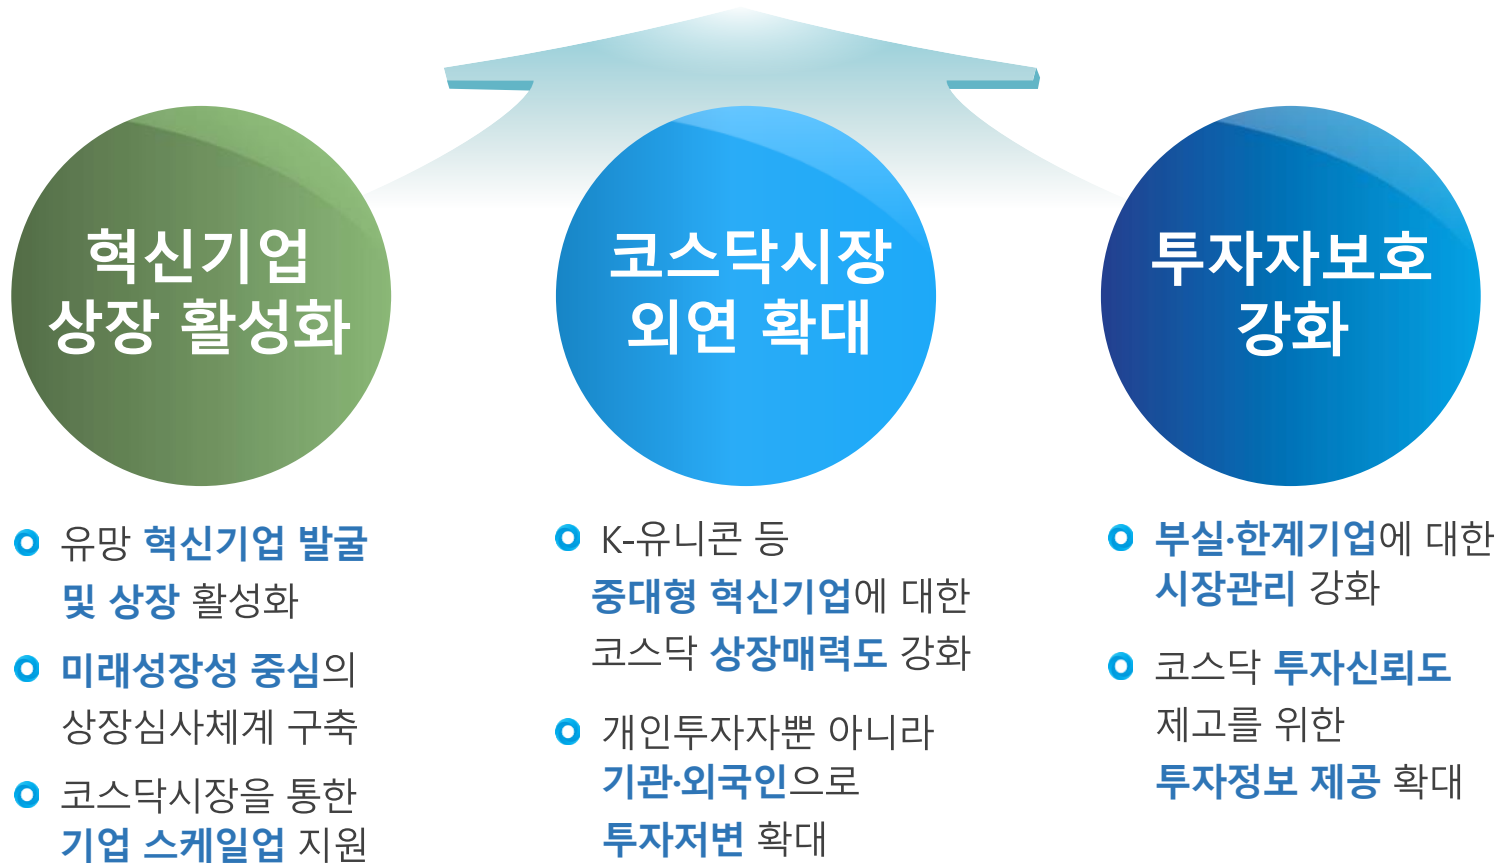 혁신기업
상장 활성화
유망 혁신기업 발굴
및 상장 활성화
미래성장성 중심의
상장심사체계 구축
코스닥시장을 통한
기업 스케일업 지원
코스닥시장
외연 확대
K-유니콘 등
중대형 혁신기업에 대한
코스닥 상장매력도 강화
개인투자자뿐 아니라
기관·외국인으로
투자저변 확대
투자자보호
강화
부실·한계기업에 대한
시장관리 강화
코스닥 투자신뢰도
제고를 위한
투자정보 제공 확대